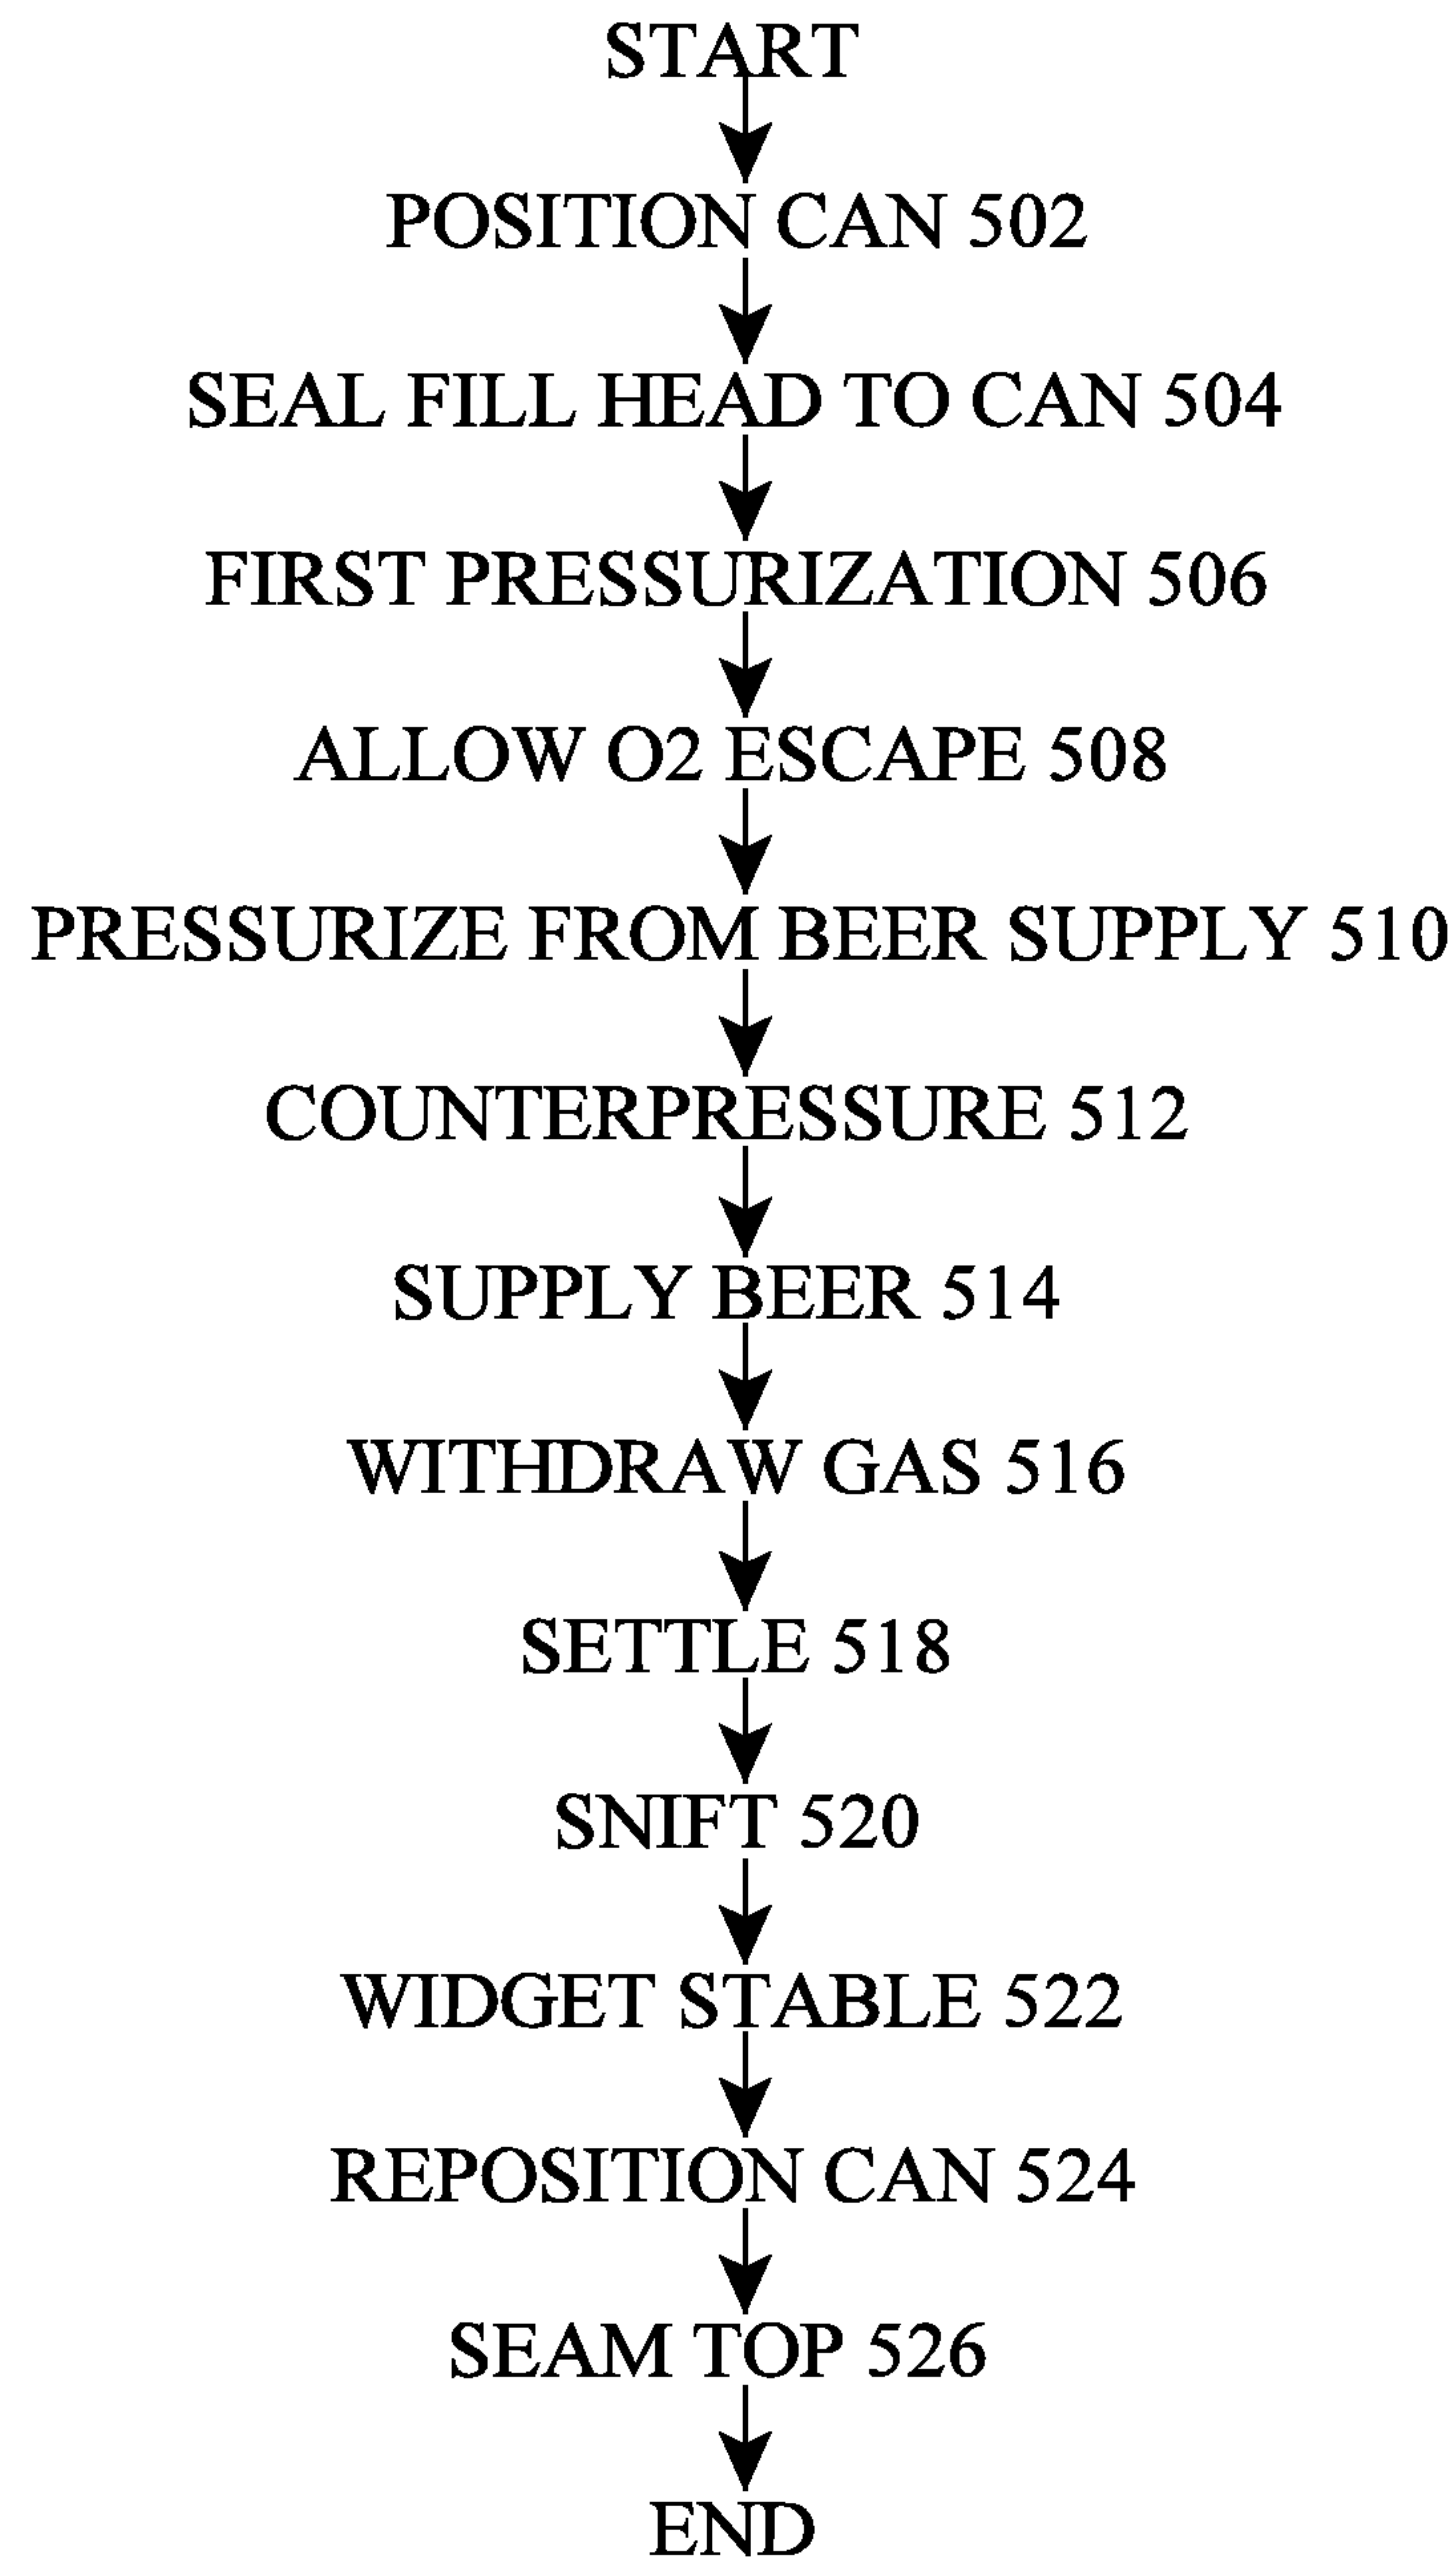 START
POSITION CAN 502
SEAL FILL HEAD TO CAN 504
FIRST PRESSURIZATION 506
ALLOW O2 ESCAPE 508
PRESSURIZE FROM BEER SUPPLY 510
COUNTERPRESSURE 512
SUPPLY BEER 514
WITHDRAW GAS 516
SETTLE 518
SNIFT 520
WIDGET STABLE 522
REPOSITION CAN 524
SEAM TOP 526
END